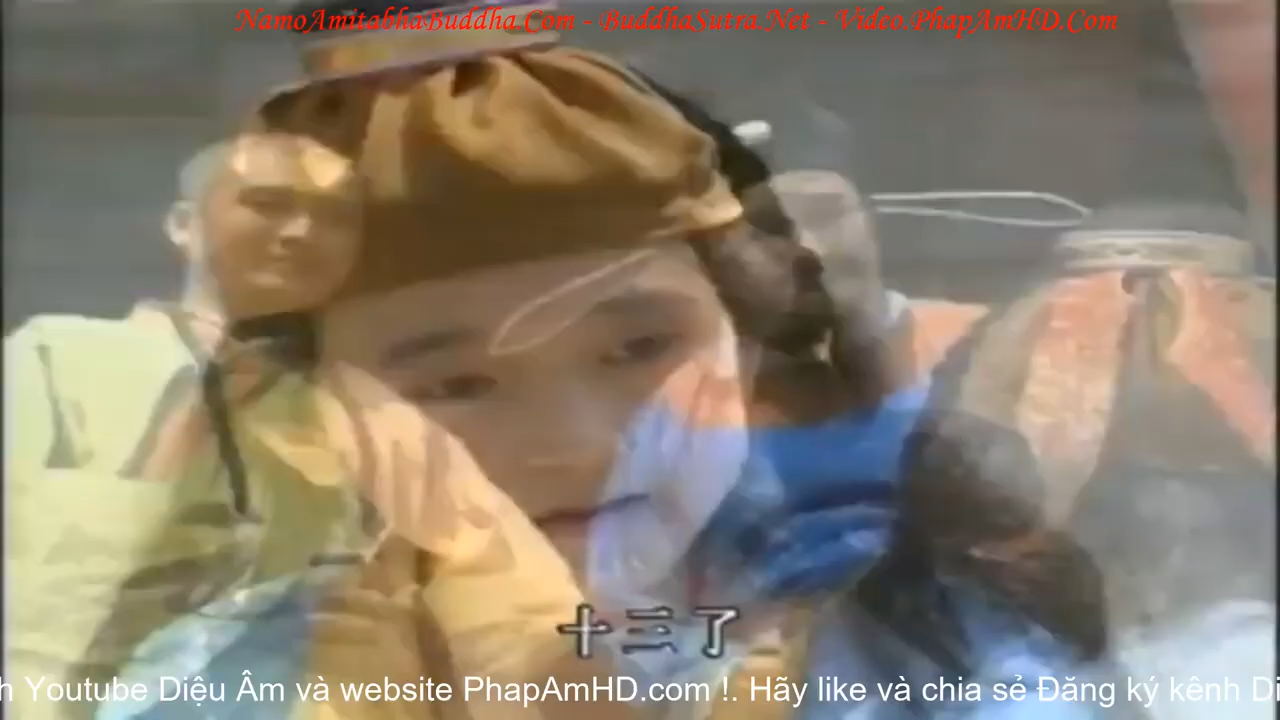 NamoAmitabhaBuddha.Com - BuddhaSutra.Net - Video.PhapAmHD.Com
十三了
h Youtube Diệu Âm và website PhapAmHD.com !. Hãy like và chia sẻ Đăng ký kênh Di